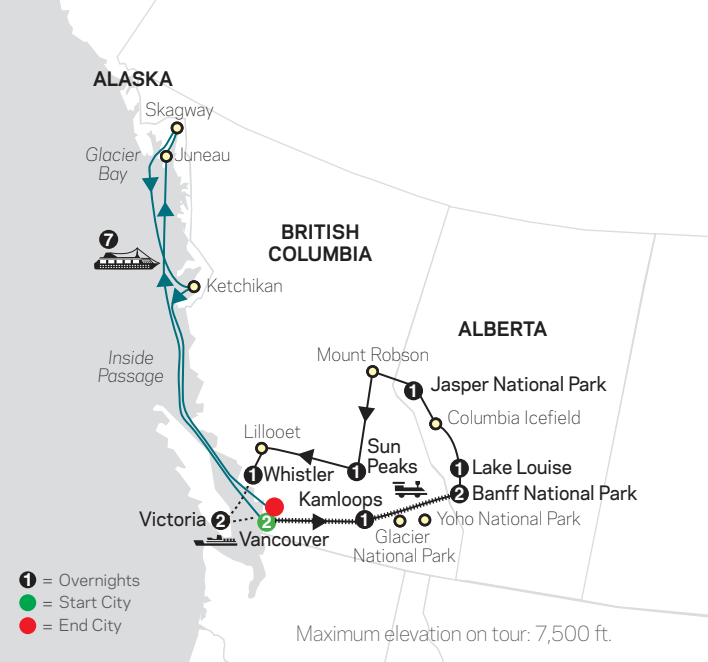 ALASKA
Skagway
Glacier
Bay
Juneau
7
BRITISH
COLUMBIA
Ketchikan
ALBERTA
Inside
Passage
Mount Robson
1
Jasper National Park
Columbia Icefield
Lillooet
Sun
Peaks
1
1
Whistler
1
Lake Louise
Kamloops
2
Banff National Park
Victoria
2
2
Vancouver
1
Yoho National Park
Glacier
National Park
1 = Overnights
= Start City
= End City
Maximum elevation on tour: 7,500 ft.